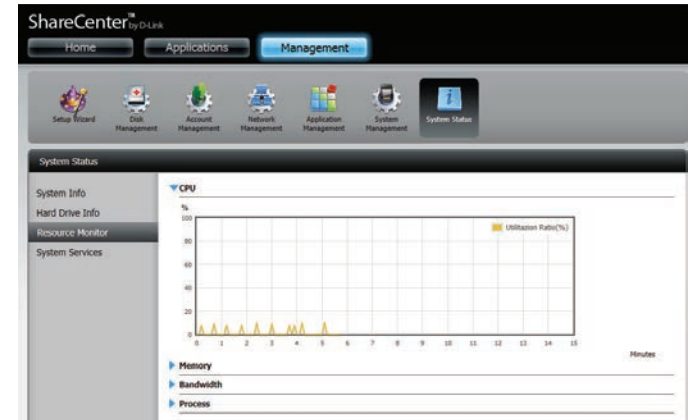 ShareCenter™ by D-Link
Home Applications Management
Setup Wizard Disk Management Account Management Network Management Application Management System Management System Status
System Status
System Info
Hard Drive Info
Resource Monitor
System Services
CPU
%
Utilitazion Ratio(%)
100
80
60
40
20
0
0 1 2 3 4 5 6 7 8 9 10 11 12 13 14 15
Minutes
Memory
Bandwidth
Process